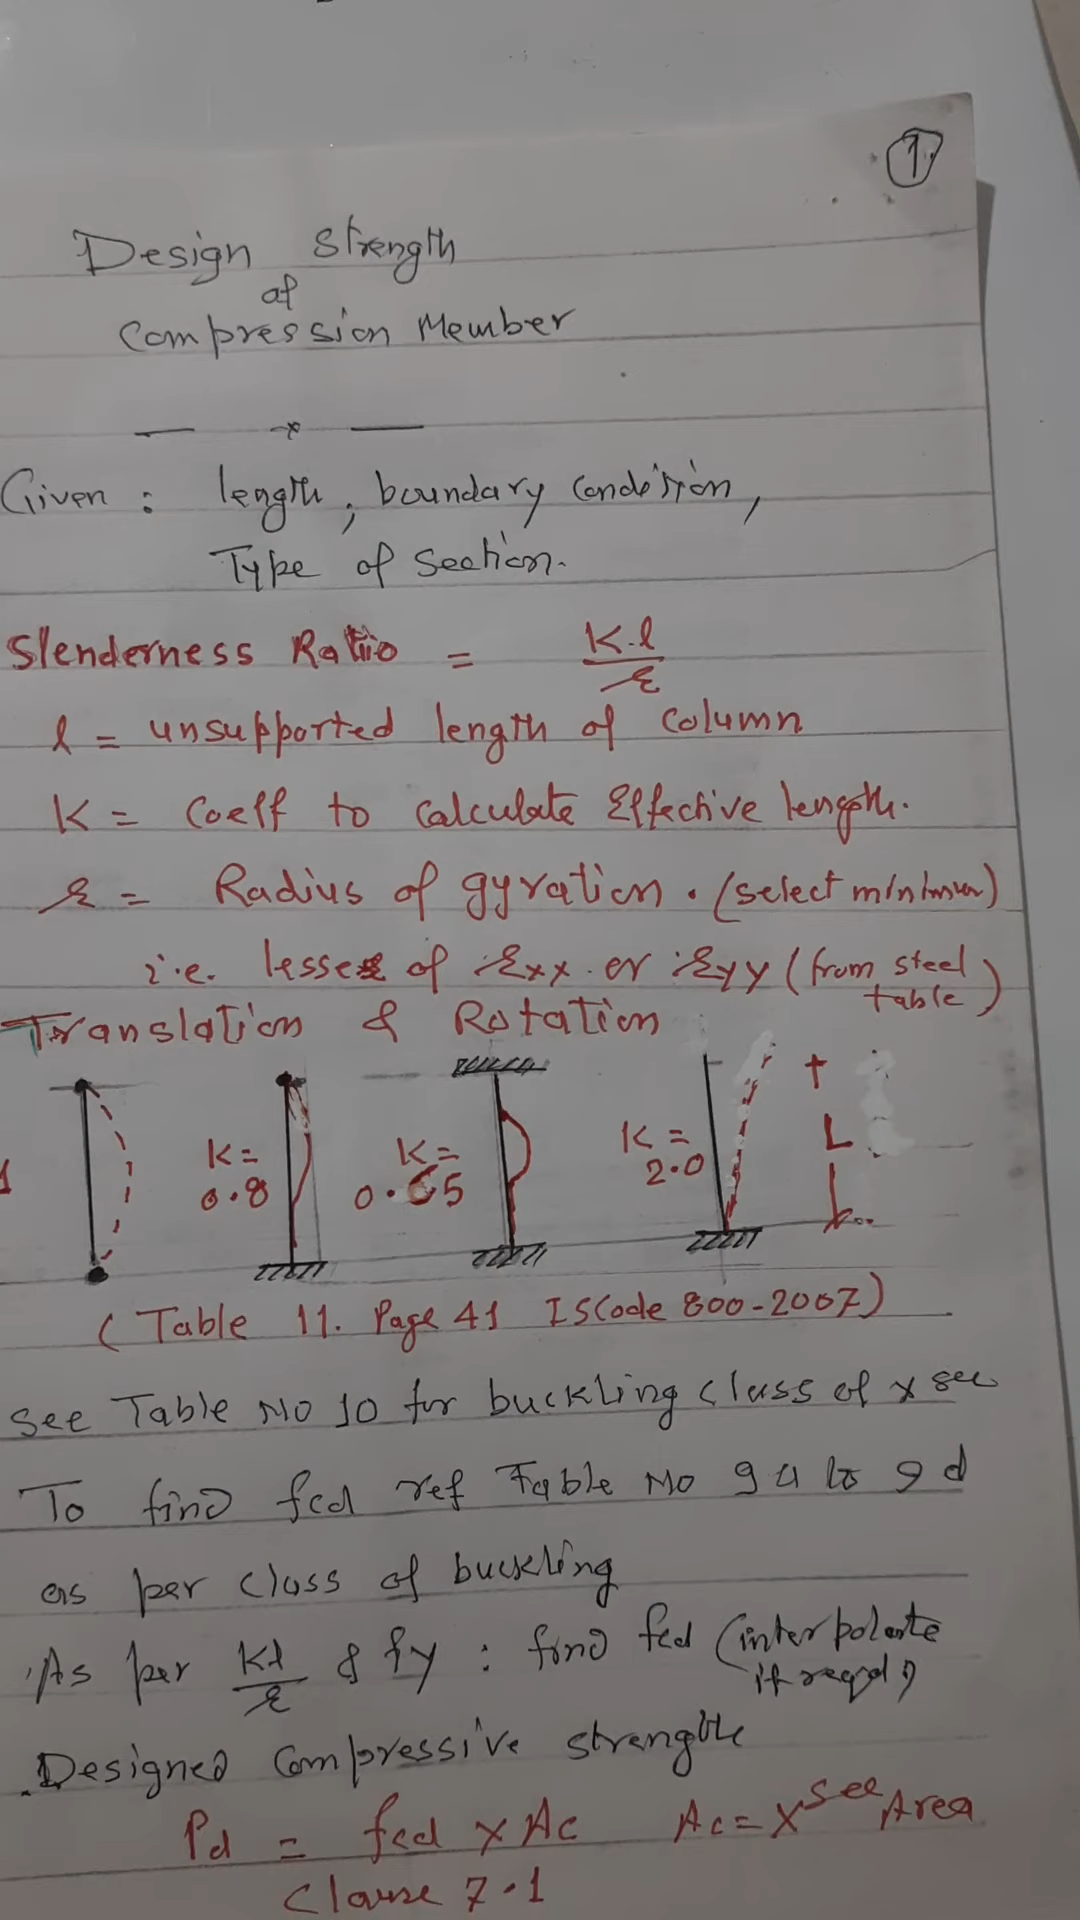 1
Design Strength
of
Compression Member
Given : length, boundary condition,
Type of Section.
Slenderness Ratio = K.l / r
l = unsupported length of column
K = Coeff to calculate Effective length.
r = Radius of gyration. (select minimum)
i.e. lesser of rxx or ryy (from steel table)
Translation & Rotation
1
K = 0.8
K = 0.65
K = 2.0
(Table 11. Page 41 IS Code 800-2007)
See Table No 10 for buckling class of x sec
To find fcd ref Table No 9a to 9d
as per class of buckling
As per Kl / r & fy : find fcd (interpolate if reqd)
Designed Compressive strength
Pd = fcd x Ac Ac = x sec Area
Clause 7.1